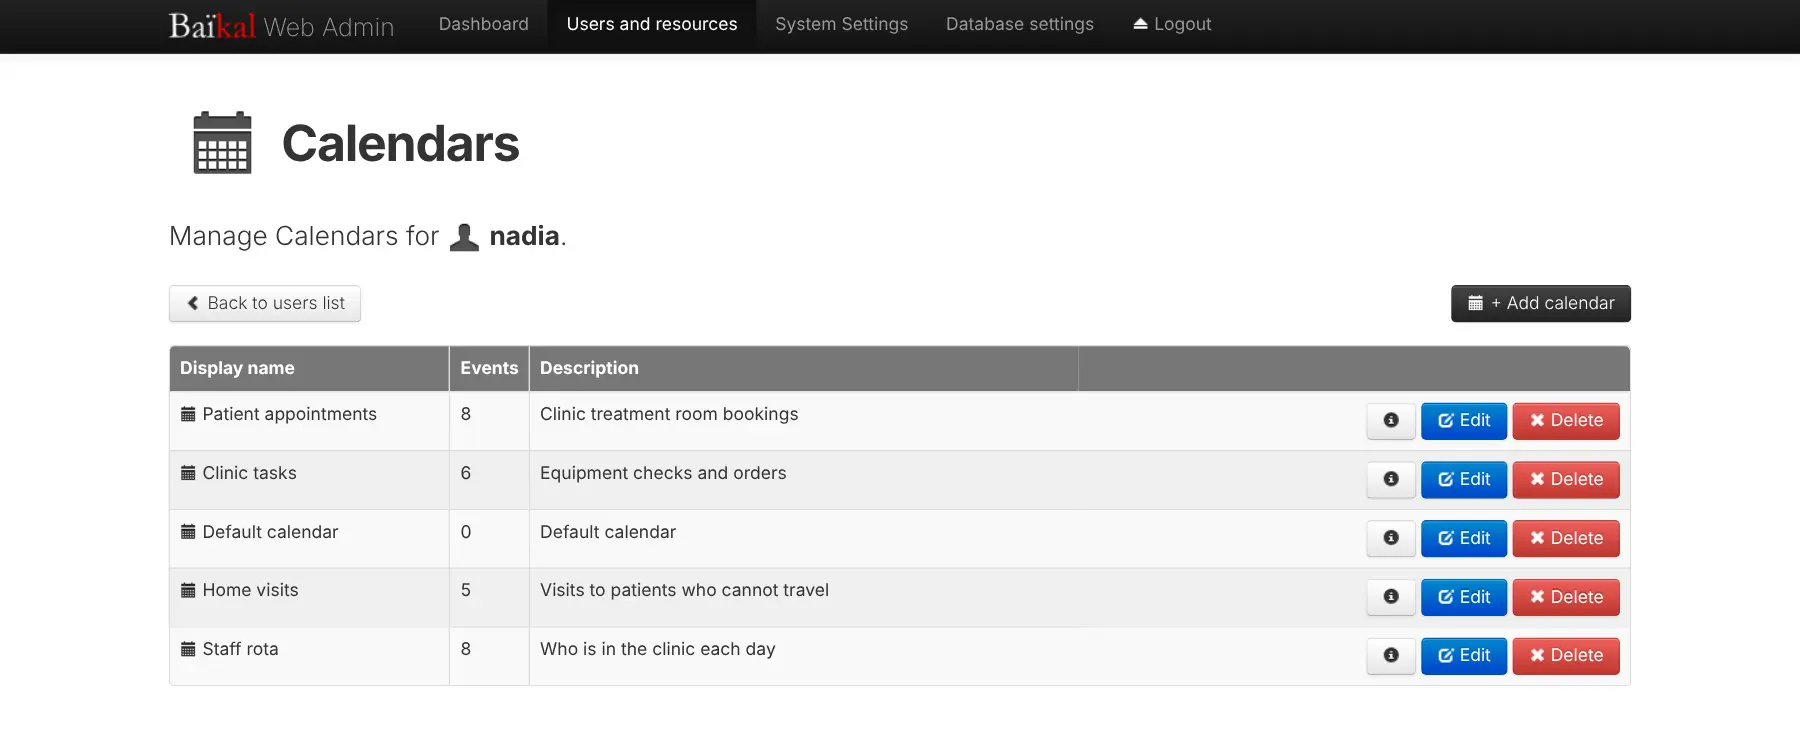 Baïkal Web Admin Dashboard Users and resources System Settings Database settings Logout
Calendars
Manage Calendars for nadia.
Back to users list + Add calendar
Display name Events Description
Patient appointments 8 Clinic treatment room bookings Edit Delete
Clinic tasks 6 Equipment checks and orders Edit Delete
Default calendar 0 Default calendar Edit Delete
Home visits 5 Visits to patients who cannot travel Edit Delete
Staff rota 8 Who is in the clinic each day Edit Delete